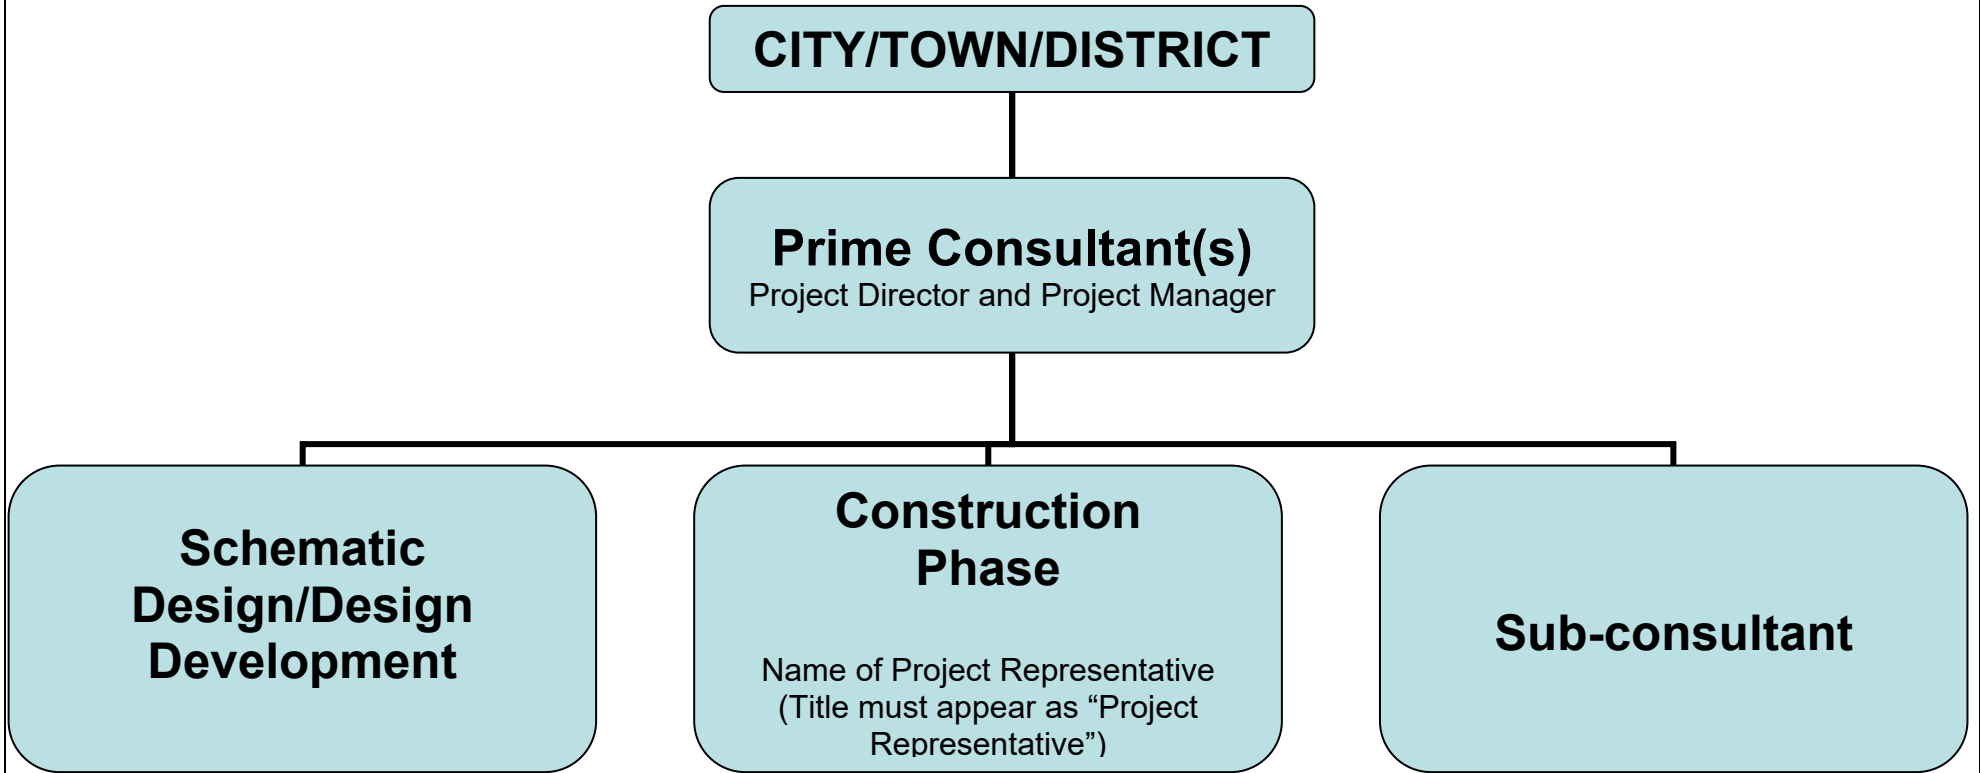 CITY/TOWN/DISTRICT
Prime Consultant(s)
Project Director and Project Manager
Schematic
Design/Design
Development
Construction
Phase
Name of Project Representative
(Title must appear as “Project
Representative”)
Sub-consultant